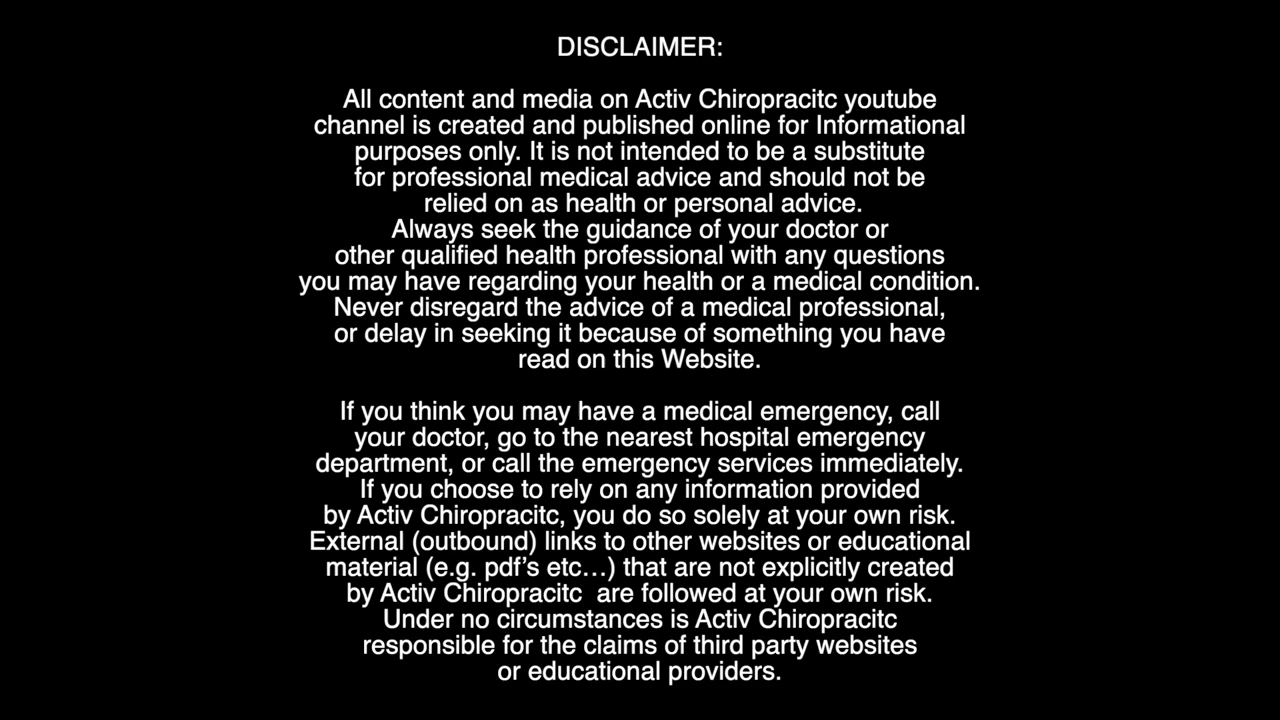 DISCLAIMER:
All content and media on Activ Chiropracitc youtube
channel is created and published online for Informational
purposes only. It is not intended to be a substitute
for professional medical advice and should not be
relied on as health or personal advice.
Always seek the guidance of your doctor or
other qualified health professional with any questions
you may have regarding your health or a medical condition.
Never disregard the advice of a medical professional,
or delay in seeking it because of something you have
read on this Website.
If you think you may have a medical emergency, call
your doctor, go to the nearest hospital emergency
department, or call the emergency services immediately.
If you choose to rely on any information provided
by Activ Chiropracitc, you do so solely at your own risk.
External (outbound) links to other websites or educational
material (e.g. pdf’s etc…) that are not explicitly created
by Activ Chiropracitc  are followed at your own risk.
Under no circumstances is Activ Chiropracitc
responsible for the claims of third party websites
or educational providers.